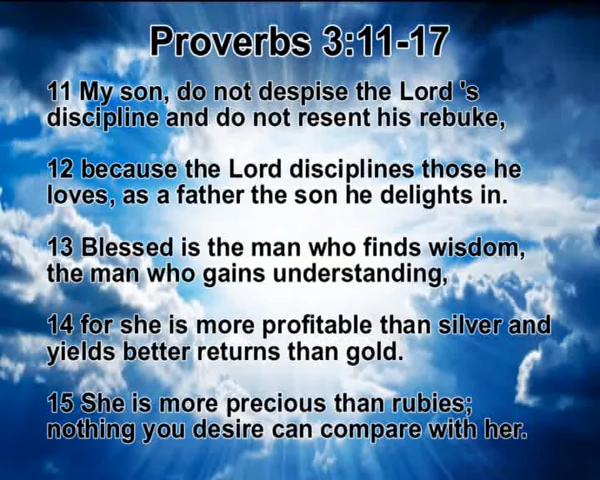 Proverbs 3:11-17
11 My son, do not despise the Lord 's
discipline and do not resent his rebuke,
12 because the Lord disciplines those he
loves, as a father the son he delights in.
13 Blessed is the man who finds wisdom,
the man who gains understanding,
14 for she is more profitable than silver and
yields better returns than gold.
15 She is more precious than rubies;
nothing you desire can compare with her.